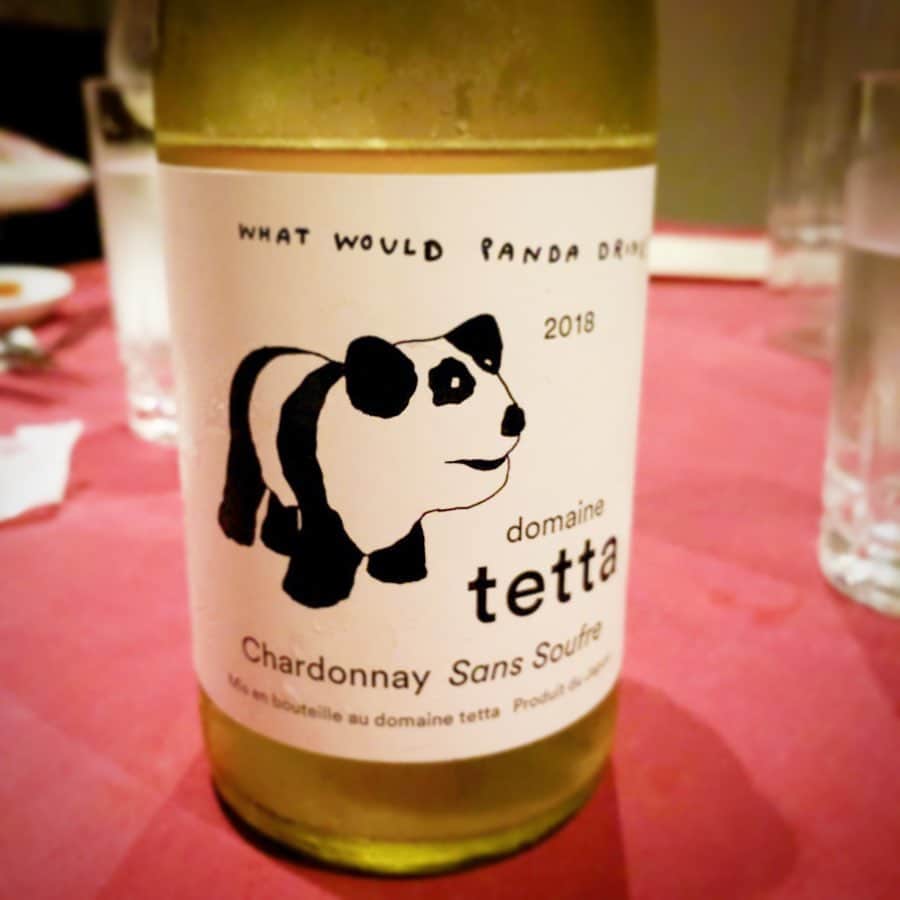 WHAT WOULD PANDA DRINK
2018
domaine
tetta
Chardonnay Sans Soufre
Mis en bouteille au domaine tetta Produit du Japon